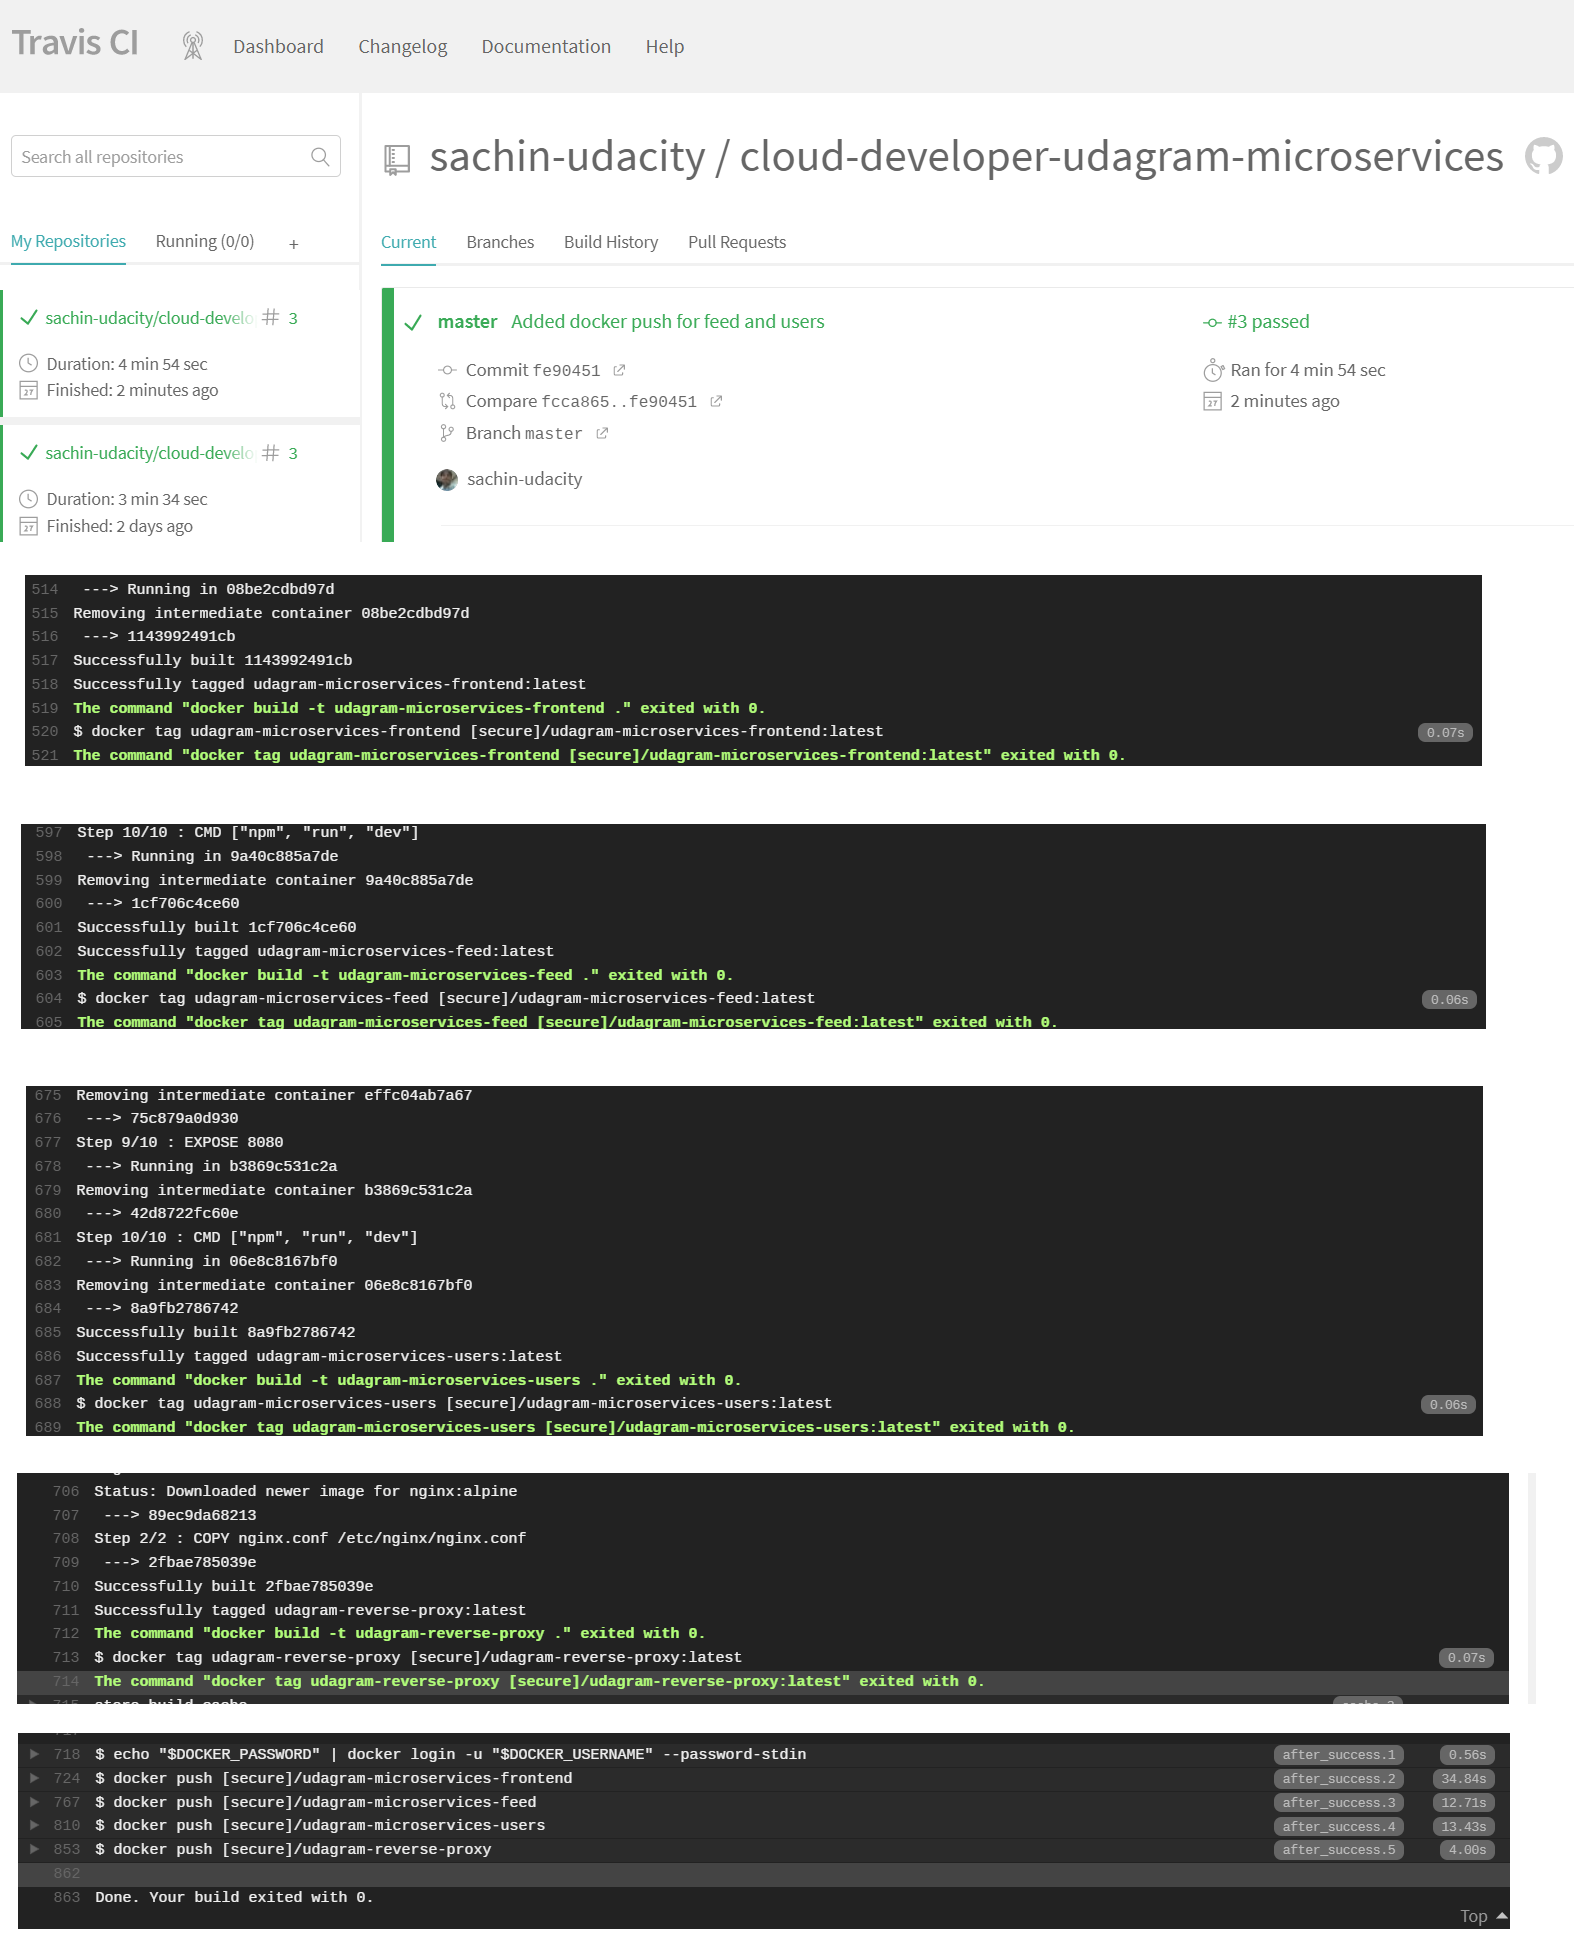 Travis CI
Dashboard Changelog Documentation Help
Search all repositories
sachin-udacity / cloud-developer-udagram-microservices
My Repositories Running (0/0) +
Current Branches Build History Pull Requests
sachin-udacity/cloud-develo # 3
Duration: 4 min 54 sec
Finished: 2 minutes ago
sachin-udacity/cloud-develo # 3
Duration: 3 min 34 sec
Finished: 2 days ago
master Added docker push for feed and users
#3 passed
Commit fe90451
Ran for 4 min 54 sec
Compare fcca865..fe90451
2 minutes ago
Branch master
sachin-udacity
514 ---> Running in 08be2cdbd97d
515 Removing intermediate container 08be2cdbd97d
516 ---> 1143992491cb
517 Successfully built 1143992491cb
518 Successfully tagged udagram-microservices-frontend:latest
519 The command "docker build -t udagram-microservices-frontend ." exited with 0.
520 $ docker tag udagram-microservices-frontend [secure]/udagram-microservices-frontend:latest 0.07s
521 The command "docker tag udagram-microservices-frontend [secure]/udagram-microservices-frontend:latest" exited with 0.
597 Step 10/10 : CMD ["npm", "run", "dev"]
598 ---> Running in 9a40c885a7de
599 Removing intermediate container 9a40c885a7de
600 ---> 1cf706c4ce60
601 Successfully built 1cf706c4ce60
602 Successfully tagged udagram-microservices-feed:latest
603 The command "docker build -t udagram-microservices-feed ." exited with 0.
604 $ docker tag udagram-microservices-feed [secure]/udagram-microservices-feed:latest 0.06s
605 The command "docker tag udagram-microservices-feed [secure]/udagram-microservices-feed:latest" exited with 0.
675 Removing intermediate container effc04ab7a67
676 ---> 75c879a0d930
677 Step 9/10 : EXPOSE 8080
678 ---> Running in b3869c531c2a
679 Removing intermediate container b3869c531c2a
680 ---> 42d8722fc60e
681 Step 10/10 : CMD ["npm", "run", "dev"]
682 ---> Running in 06e8c8167bf0
683 Removing intermediate container 06e8c8167bf0
684 ---> 8a9fb2786742
685 Successfully built 8a9fb2786742
686 Successfully tagged udagram-microservices-users:latest
687 The command "docker build -t udagram-microservices-users ." exited with 0.
688 $ docker tag udagram-microservices-users [secure]/udagram-microservices-users:latest 0.06s
689 The command "docker tag udagram-microservices-users [secure]/udagram-microservices-users:latest" exited with 0.
706 Status: Downloaded newer image for nginx:alpine
707 ---> 89ec9da68213
708 Step 2/2 : COPY nginx.conf /etc/nginx/nginx.conf
709 ---> 2fbae785039e
710 Successfully built 2fbae785039e
711 Successfully tagged udagram-reverse-proxy:latest
712 The command "docker build -t udagram-reverse-proxy ." exited with 0.
713 $ docker tag udagram-reverse-proxy [secure]/udagram-reverse-proxy:latest 0.07s
714 The command "docker tag udagram-reverse-proxy [secure]/udagram-reverse-proxy:latest" exited with 0.
718 $ echo "$DOCKER_PASSWORD" | docker login -u "$DOCKER_USERNAME" --password-stdin after_success.1 0.56s
724 $ docker push [secure]/udagram-microservices-frontend after_success.2 34.84s
767 $ docker push [secure]/udagram-microservices-feed after_success.3 12.71s
810 $ docker push [secure]/udagram-microservices-users after_success.4 13.43s
853 $ docker push [secure]/udagram-reverse-proxy after_success.5 4.00s
862
863 Done. Your build exited with 0.
Top